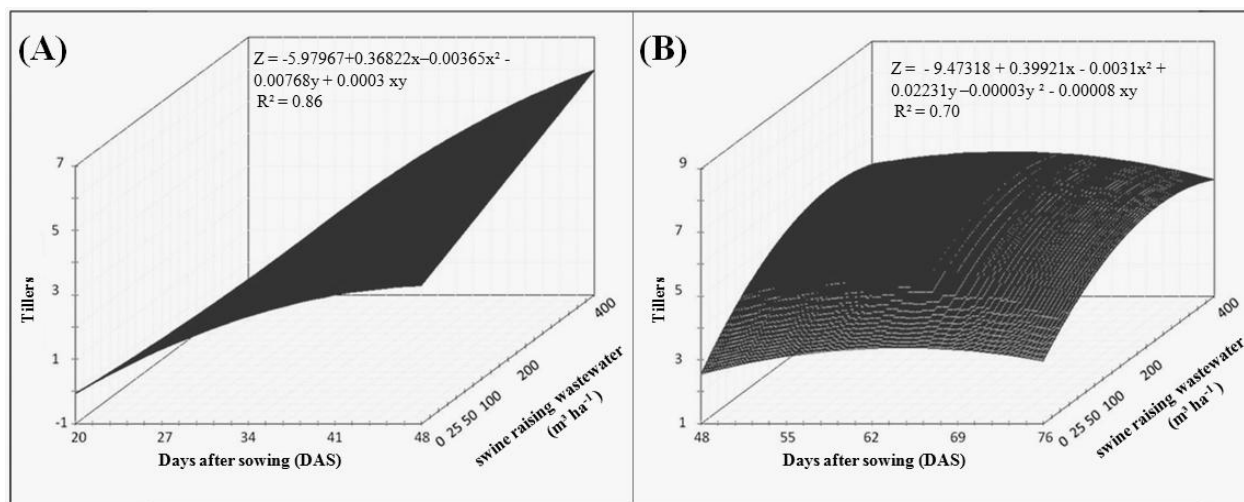 (A)
Z = -5.97967+0.36822x–0.00365x² -
0.00768y + 0.0003 xy
R² = 0.86
7
5
3
1
-1
Tillers
20 27 34 41 48
Days after sowing (DAS)
0 25 50 100 200 400
swine raising wastewater
(m³ ha⁻¹)
(B)
Z = - 9.47318 + 0.39921x - 0.0031x² +
0.02231y –0.00003y ² - 0.00008 xy
R² = 0.70
9
7
5
3
1
Tillers
48 55 62 69 76
Days after sowing (DAS)
0 25 50 100 200 400
swine raising wastewater
(m³ ha⁻¹)